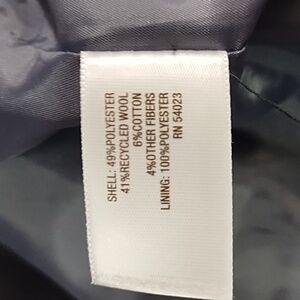 SHELL: 49%POLYESTER
41%RECYCLED WOOL
6%COTTON
4%OTHER FIBERS
LINING: 100%POLYESTER
RN 54023